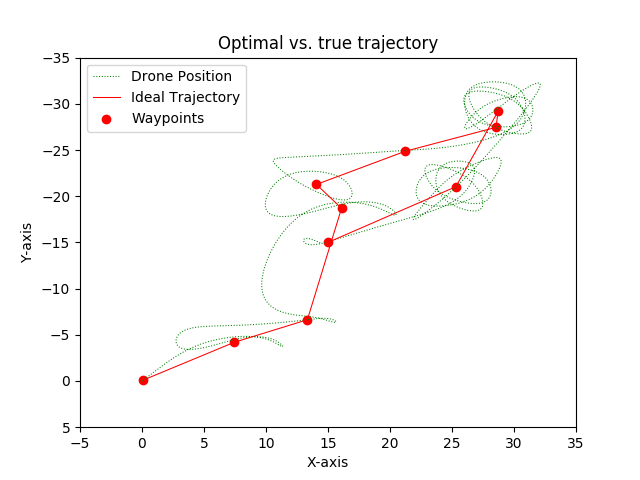 Optimal vs. true trajectory
Drone Position
Ideal Trajectory
Waypoints
Y-axis
−35
−30
−25
−20
−15
−10
−5
0
5
−5 0 5 10 15 20 25 30 35
X-axis